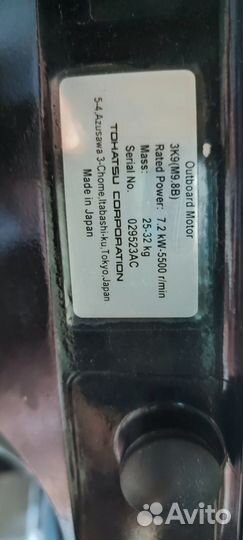 Outboard Motor
3K9(M9.8B)
Rated Power: 7.2 kW-5500 r/min
Mass: 25-32 kg
Serial No. 029523AC
TOHATSU CORPORATION
5-4,Azusawa 3-Chome,Itabashi-ku,Tokyo,Japan
Made in Japan
Avito